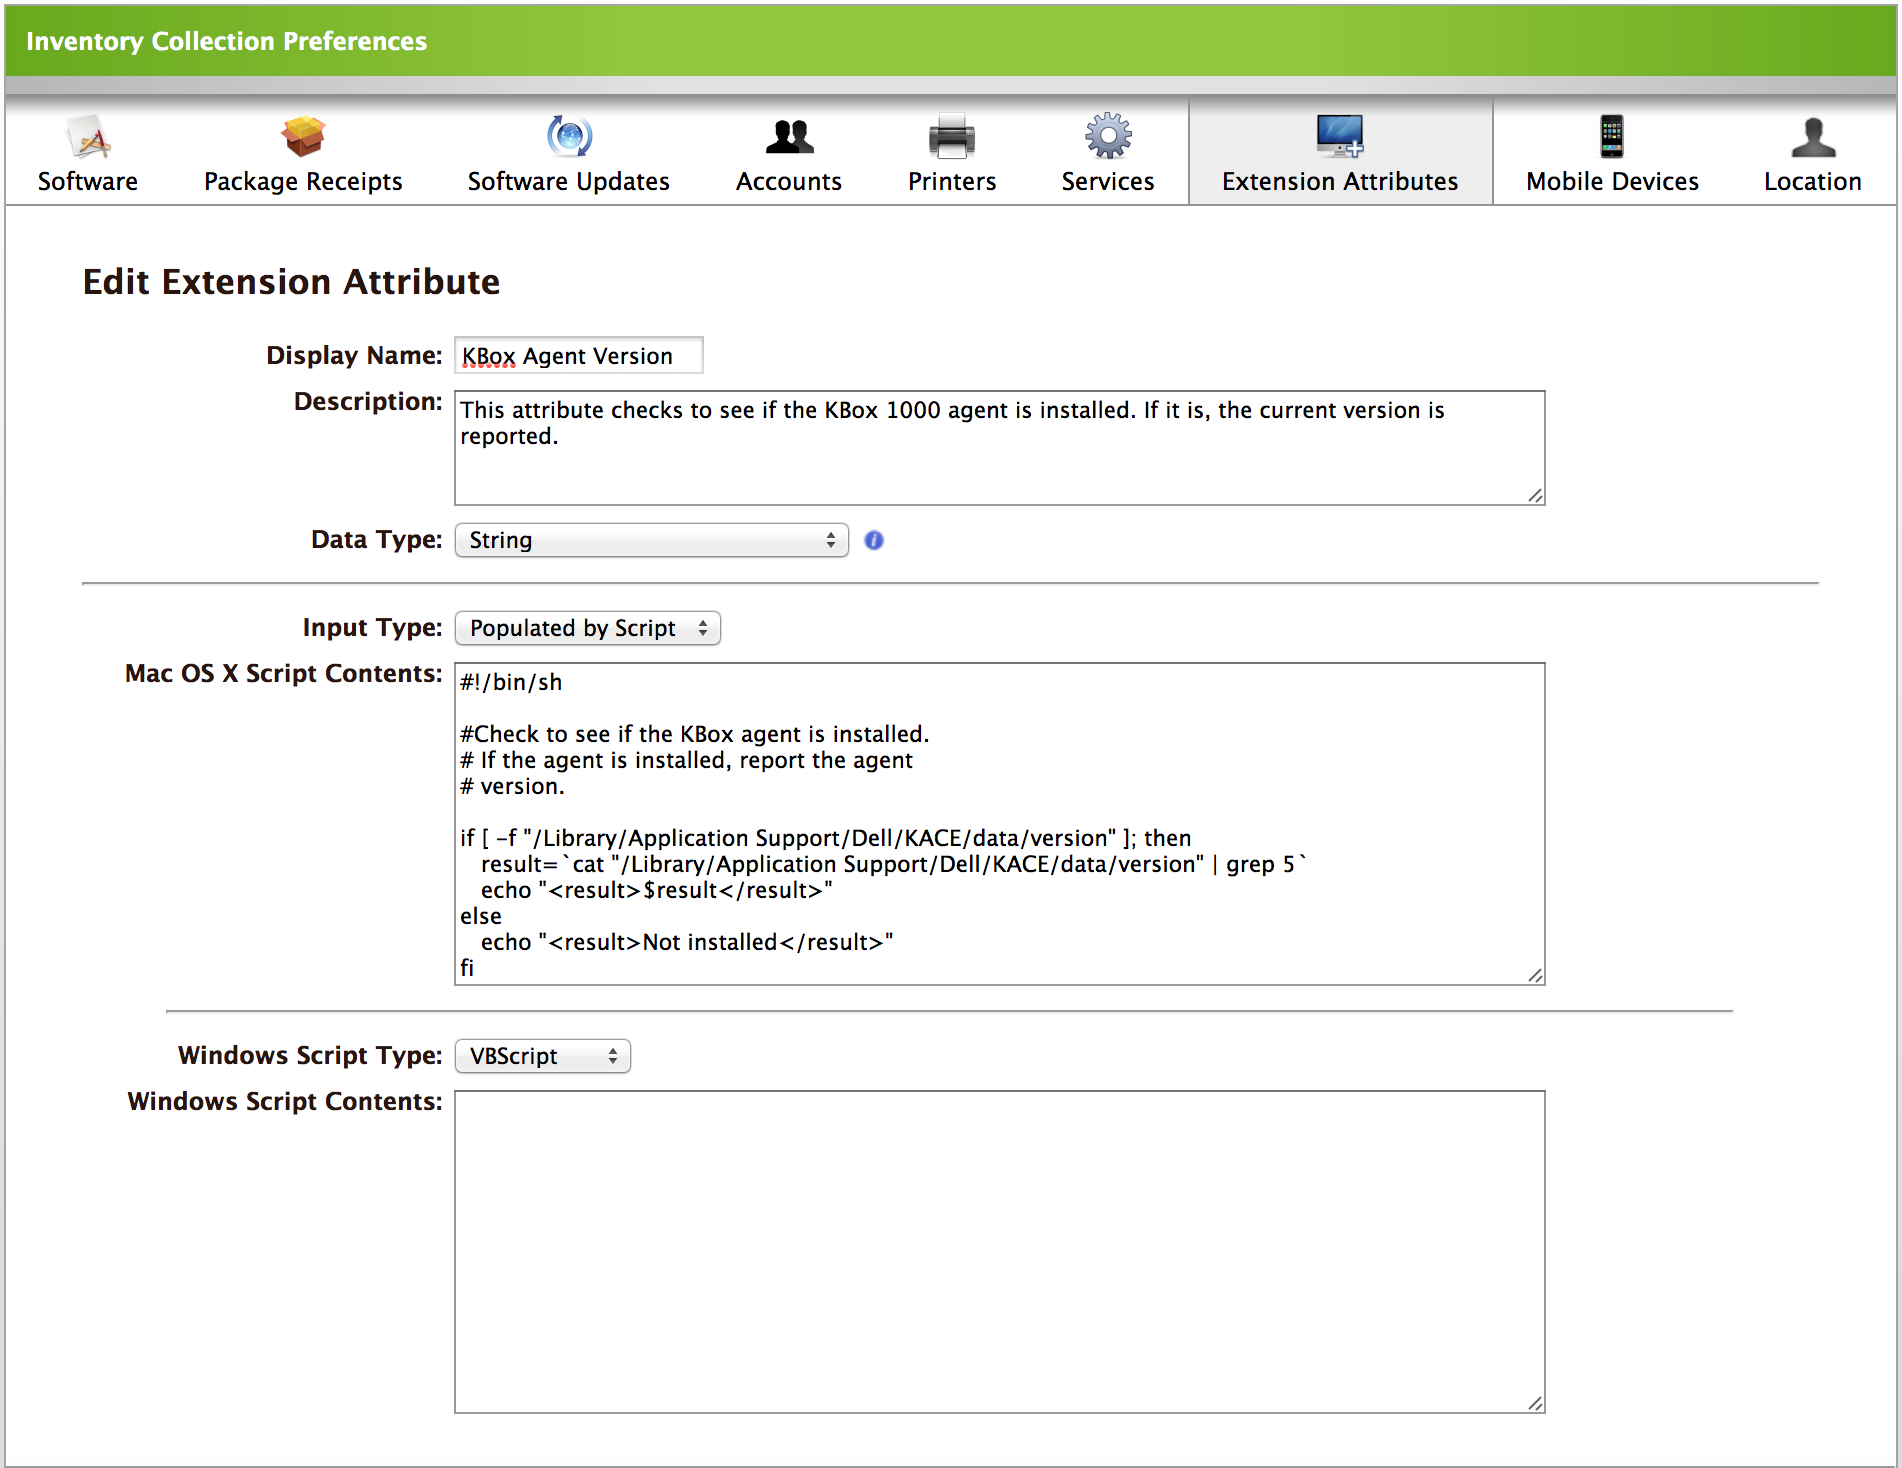 Inventory Collection Preferences
Software
Package Receipts
Software Updates
Accounts
Printers
Services
Extension Attributes
Mobile Devices
Location
Edit Extension Attribute
Display Name: KBox Agent Version
Description: This attribute checks to see if the KBox 1000 agent is installed. If it is, the current version is
reported.
Data Type: String
Input Type: Populated by Script
Mac OS X Script Contents: #!/bin/sh
#Check to see if the KBox agent is installed.
# If the agent is installed, report the agent
# version.
if [ -f "/Library/Application Support/Dell/KACE/data/version" ]; then
result=`cat "/Library/Application Support/Dell/KACE/data/version" | grep 5`
echo "<result>$result</result>"
else
echo "<result>Not installed</result>"
fi
Windows Script Type: VBScript
Windows Script Contents: